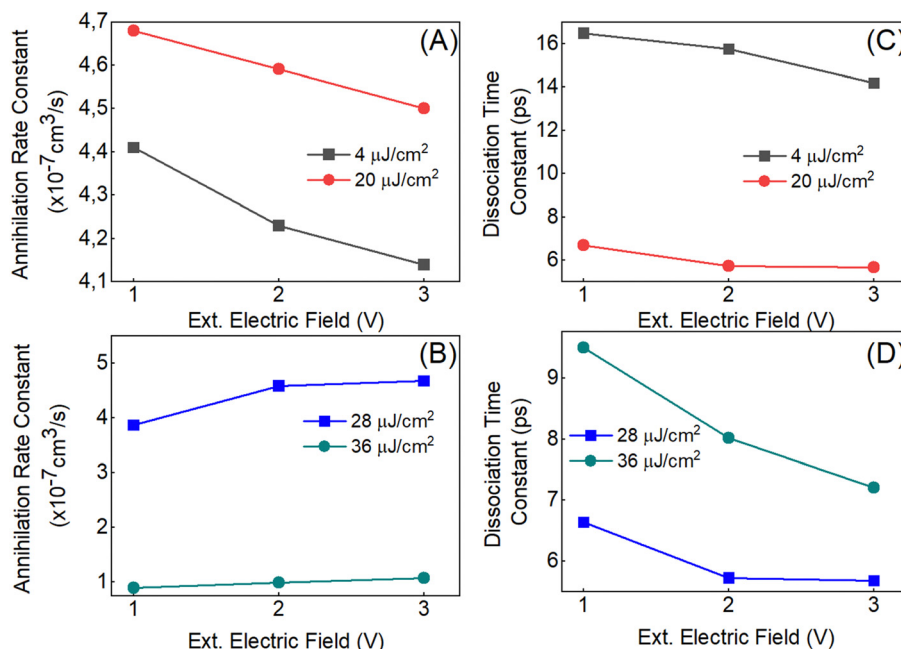 (A)
Annihilation Rate Constant
(x10⁻⁷cm³/s)
4,7
4,6
4,5
4,4
4,3
4,2
4,1
4 μJ/cm²
20 μJ/cm²
1 2 3
Ext. Electric Field (V)
(C)
Dissociation Time
Constant (ps)
16
14
12
10
8
6
4 μJ/cm²
20 μJ/cm²
1 2 3
Ext. Electric Field (V)
(B)
Annihilation Rate Constant
(x10⁻⁷cm³/s)
5
4
3
2
1
28 μJ/cm²
36 μJ/cm²
1 2 3
Ext. Electric Field (V)
(D)
Dissociation Time
Constant (ps)
9
8
7
6
28 μJ/cm²
36 μJ/cm²
1 2 3
Ext. Electric Field (V)